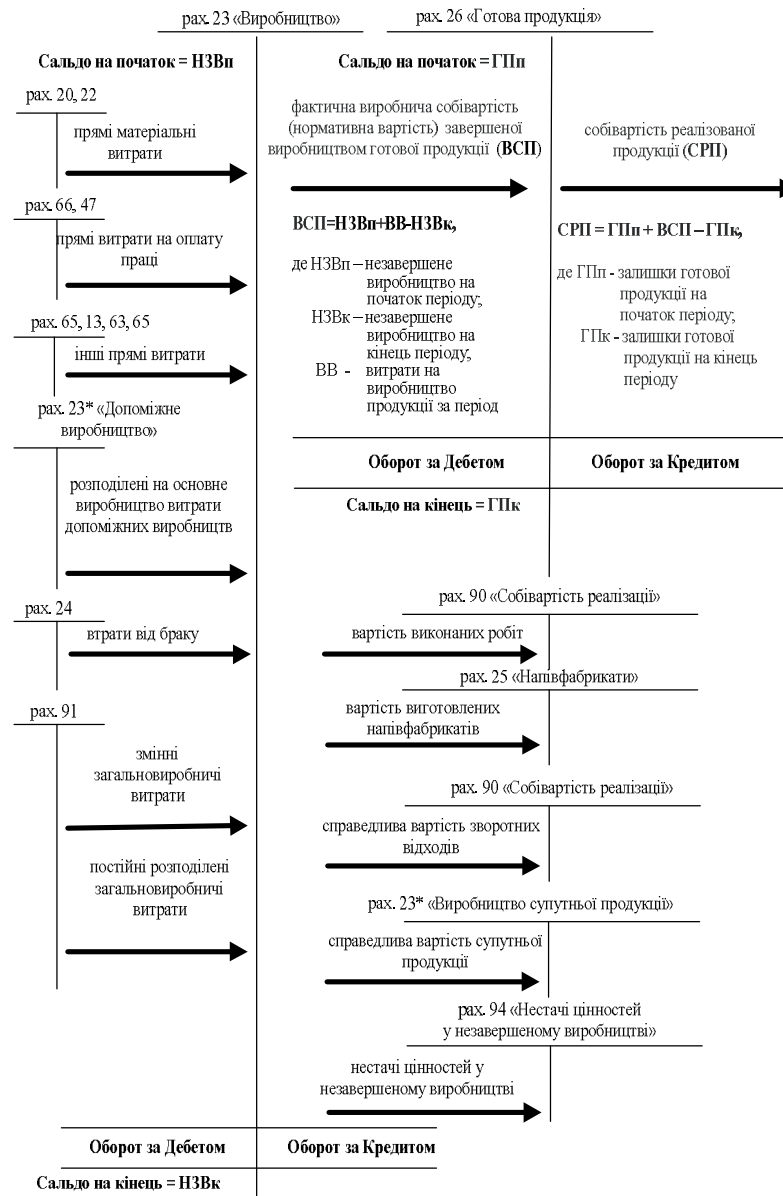 рах. 23 «Виробництво»
рах. 26 «Готова продукція»
Сальдо на початок = НЗВп
Сальдо на початок = ГПп
рах. 20, 22
прямі матеріальні
витрати
фактична виробнича собівартість
(нормативна вартість) завершеної
виробництвом готової продукції (ВСП)
собівартість реалізованої
продукції (СРП)
рах. 66, 47
прямі витрати на оплату
праці
ВСП=НЗВп+ВВ-НЗВк,
де НЗВп – незавершене
виробництво на
початок періоду;
НЗВк – незавершене
виробництво на
кінець періоду;
ВВ - витрати на
виробництво
продукції за період
СРП = ГПп + ВСП – ГПк,
де ГПп - залишки готової
продукції на
початок періоду;
ГПк - залишки готової
продукції на кінець
періоду
рах. 65, 13, 63, 65
інші прямі витрати
рах. 23* «Допоміжне
виробництво»
розподілені на основне
виробництво витрати
допоміжних виробництв
Оборот за Дебетом
Оборот за Кредитом
Сальдо на кінець = ГПк
рах. 24
втрати від браку
рах. 90 «Собівартість реалізації»
вартість виконаних робіт
рах. 25 «Напівфабрикати»
вартість виготовлених
напівфабрикатів
рах. 91
змінні
загальновиробничі
витрати
рах. 90 «Собівартість реалізації»
справедлива вартість зворотних
відходів
постійні розподілені
загальновиробничі
витрати
рах. 23* «Виробництво супутньої продукції»
справедлива вартість супутньої
продукції
рах. 94 «Нестачі цінностей
у незавершеному виробництві»
нестачі цінностей у
незавершеному виробництві
Оборот за Дебетом
Оборот за Кредитом
Сальдо на кінець = НЗВк